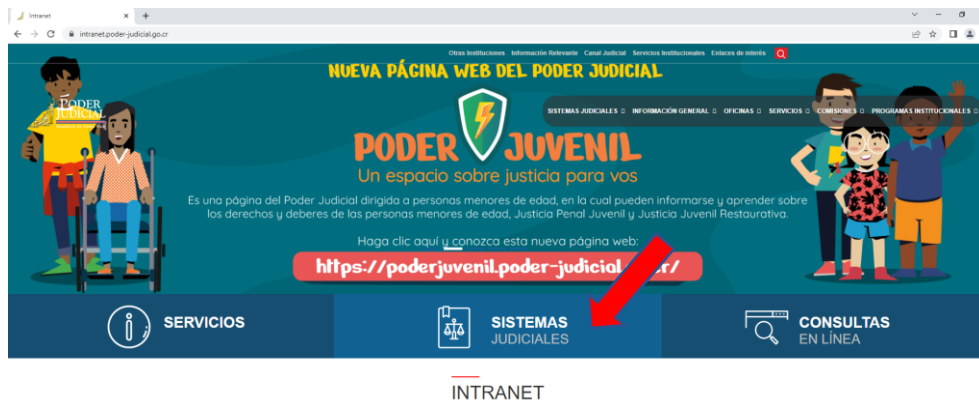 Intranet
intranet.poder-judicial.go.cr
Otras Instituciones Información Relevante Canal Judicial Servicios Institucionales Enlaces de interés
NUEVA PÁGINA WEB DEL PODER JUDICIAL
PODER
JUDICIAL
SISTEMAS JUDICIALES INFORMACIÓN GENERAL OFICINAS SERVICIOS COMISIONES PROGRAMAS INSTITUCIONALES
PODER JUVENIL
Un espacio sobre justicia para vos
Es una página del Poder Judicial dirigida a personas menores de edad, en la cual pueden informarse y aprender sobre
los derechos y deberes de las personas menores de edad, Justicia Penal Juvenil y Justicia Juvenil Restaurativa.
Haga clic aquí y conozca esta nueva página web:
https://poderjuvenil.poder-judicial. r/
SERVICIOS
SISTEMAS
JUDICIALES
CONSULTAS
EN LÍNEA
INTRANET